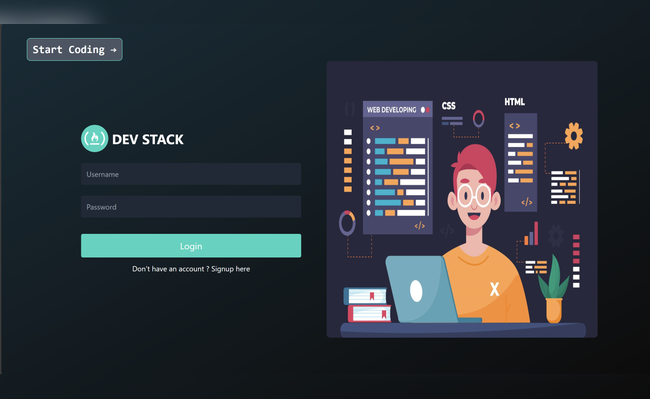 Start Coding →
DEV STACK
Username
Password
Login
Don't have an account ? Signup here
WEB DEVELOPING
CSS
HTML
< >
< >
</>
</>
</>
X